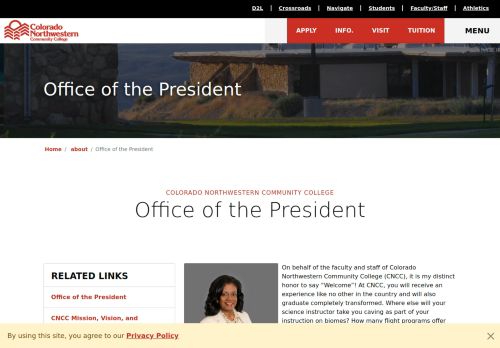 D2L | Crossroads | Navigate | Students | Faculty/Staff | Athletics
Colorado
Northwestern
Community College
APPLY INFO. VISIT TUITION MENU
Office of the President
Home / about / Office of the President
COLORADO NORTHWESTERN COMMUNITY COLLEGE
Office of the President
RELATED LINKS
Office of the President
CNCC Mission, Vision, and
On behalf of the faculty and staff of Colorado
Northwestern Community College (CNCC), it is my distinct
honor to say "Welcome"! At CNCC, you will receive an
experience like no other in the country and will also
graduate completely transformed. Where else will your
science instructor take you caving as part of your
instruction on biomes? How many flight programs offer
By using this site, you agree to our Privacy Policy